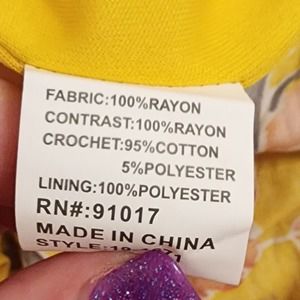 FABRIC:100%RAYON
CONTRAST:100%RAYON
CROCHET:95%COTTON
5%POLYESTER
LINING:100%POLYESTER
RN#:91017
MADE IN CHINA
STYLE: